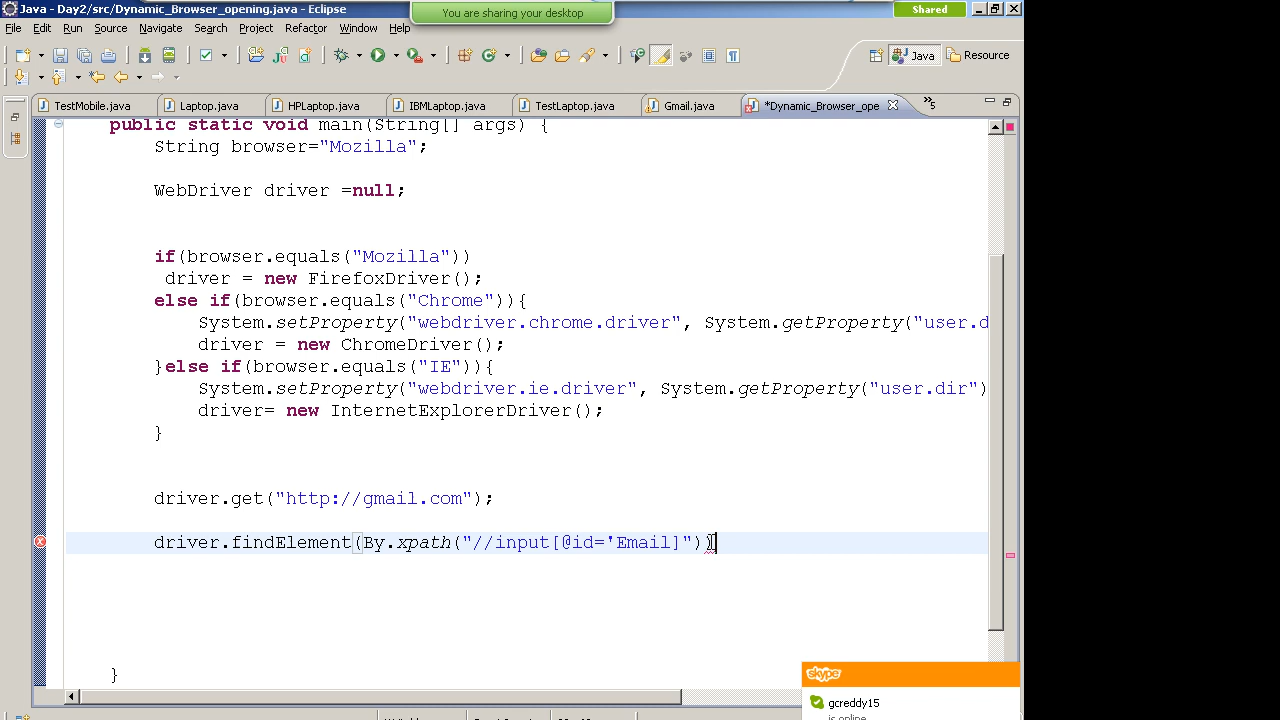 Java - Day2/src/Dynamic_Browser_opening.java - Eclipse
You are sharing your desktop
Shared
File Edit Run Source Navigate Search Project Refactor Window Help
Java Resource
TestMobile.java Laptop.java HPLaptop.java IBMLaptop.java TestLaptop.java Gmail.java *Dynamic_Browser_ope »5
public static void main(String[] args) {
String browser="Mozilla";
WebDriver driver =null;
if(browser.equals("Mozilla"))
driver = new FirefoxDriver();
else if(browser.equals("Chrome")){
System.setProperty("webdriver.chrome.driver", System.getProperty("user.d
driver = new ChromeDriver();
}else if(browser.equals("IE")){
System.setProperty("webdriver.ie.driver", System.getProperty("user.dir")
driver= new InternetExplorerDriver();
}
driver.get("http://gmail.com");
driver.findElement(By.xpath("//input[@id='Email]"))
}
skype
gcreddy15
is online